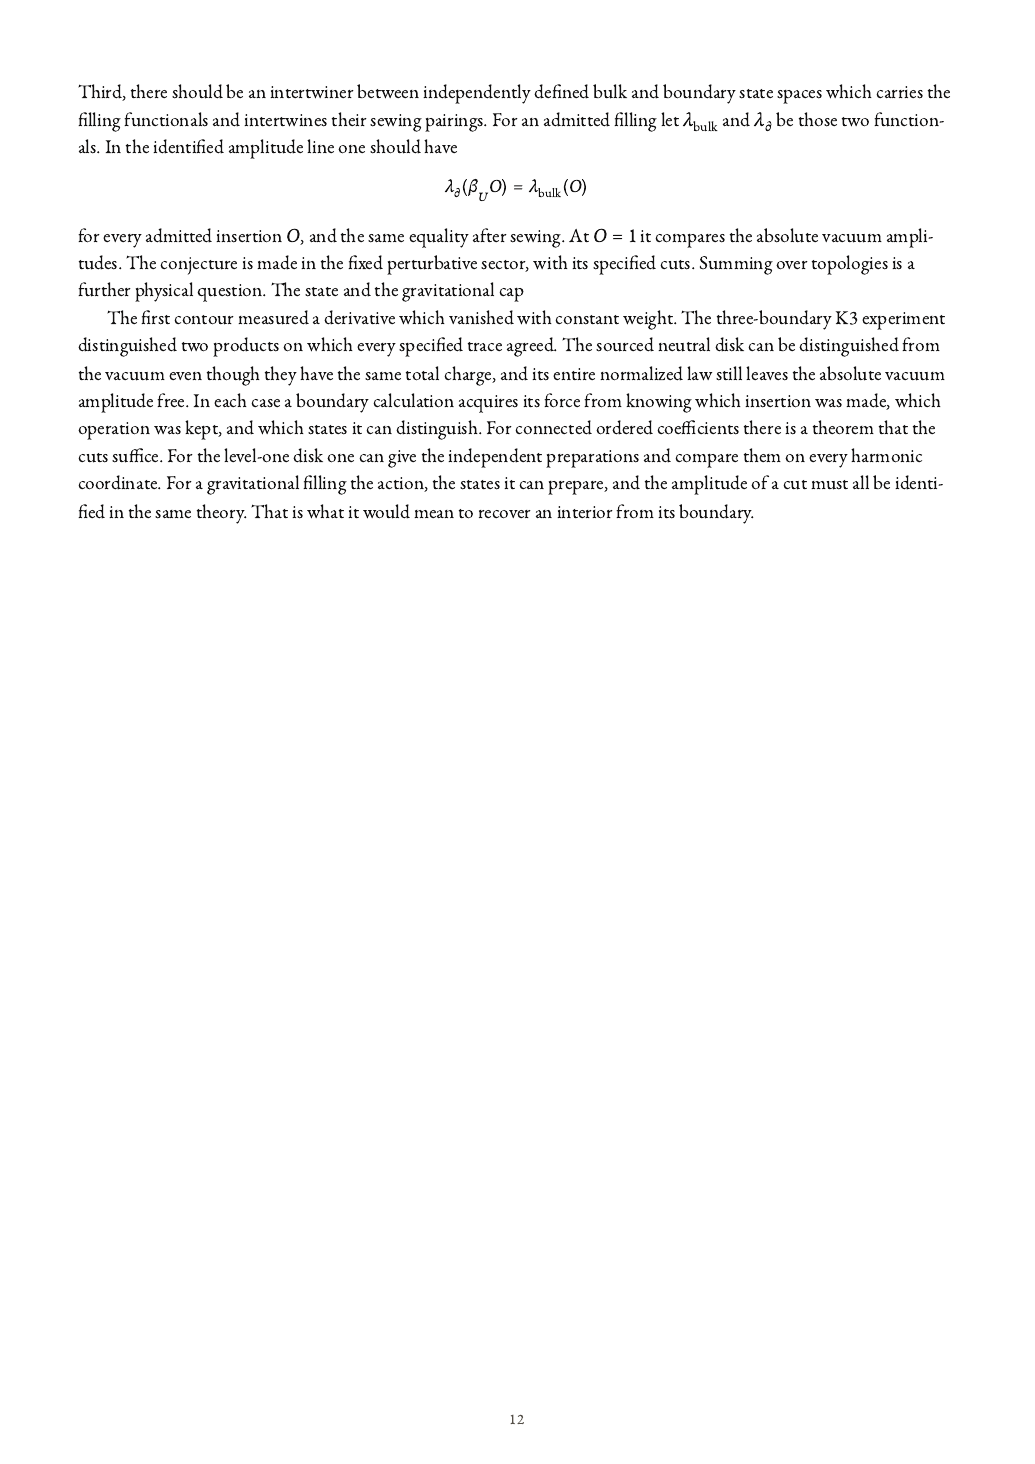 Third, there should be an intertwiner between independently defined bulk and boundary state spaces which carries the
filling functionals and intertwines their sewing pairings. For an admitted filling let λ_bulk and λ_∂ be those two function-
als. In the identified amplitude line one should have
λ_∂(β_U O) = λ_bulk(O)
for every admitted insertion O, and the same equality after sewing. At O = 1 it compares the absolute vacuum ampli-
tudes. The conjecture is made in the fixed perturbative sector, with its specified cuts. Summing over topologies is a
further physical question. The state and the gravitational cap
The first contour measured a derivative which vanished with constant weight. The three-boundary K3 experiment
distinguished two products on which every specified trace agreed. The sourced neutral disk can be distinguished from
the vacuum even though they have the same total charge, and its entire normalized law still leaves the absolute vacuum
amplitude free. In each case a boundary calculation acquires its force from knowing which insertion was made, which
operation was kept, and which states it can distinguish. For connected ordered coefficients there is a theorem that the
cuts suffice. For the level-one disk one can give the independent preparations and compare them on every harmonic
coordinate. For a gravitational filling the action, the states it can prepare, and the amplitude of a cut must all be identi-
fied in the same theory. That is what it would mean to recover an interior from its boundary.
12